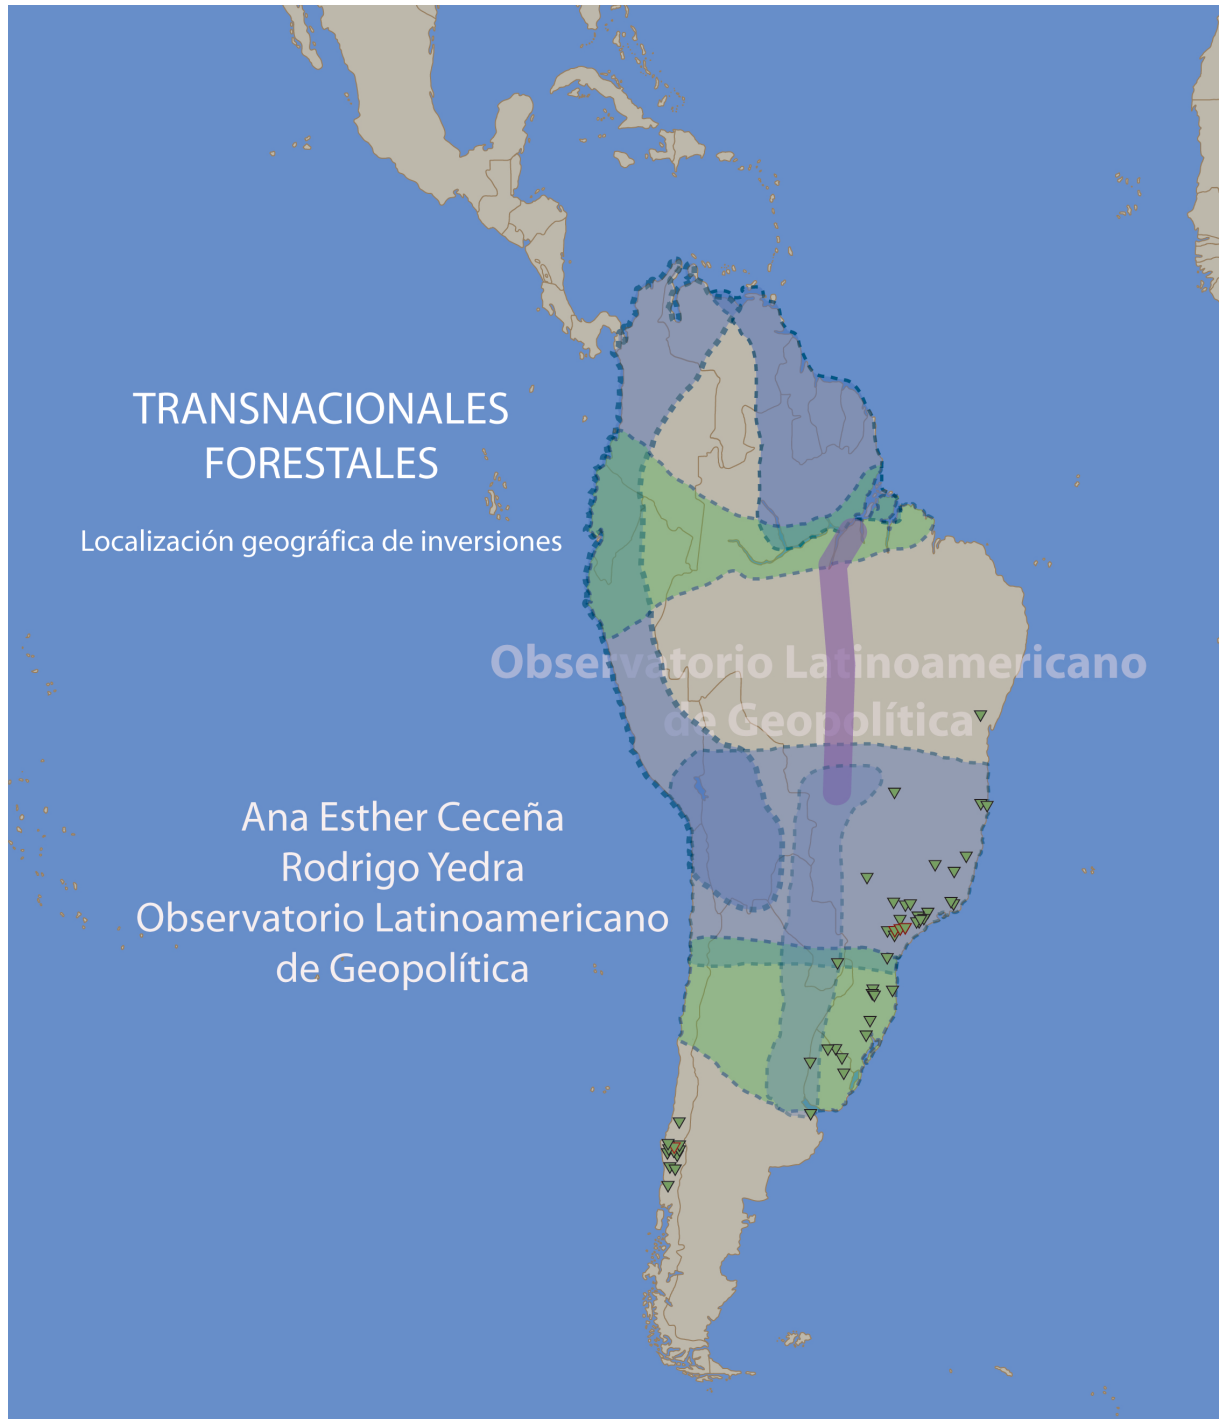 TRANSNACIONALES
FORESTALES
Localización geográfica de inversiones
Observatorio Latinoamericano
de Geopolítica
Ana Esther Ceceña
Rodrigo Yedra
Observatorio Latinoamericano
de Geopolítica